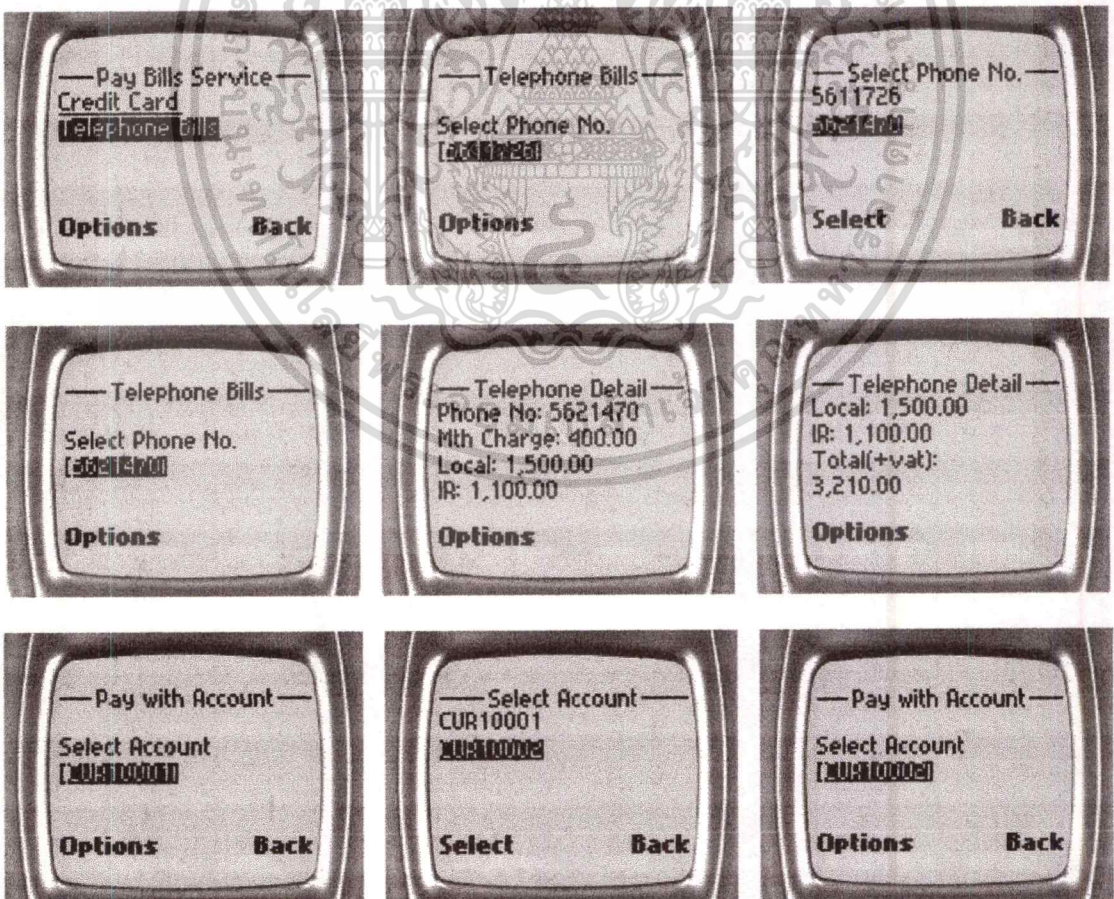 Pay Bills Service
Credit Card
Telephone Bills
Options Back
Telephone Bills
Select Phone No.
[5611726]
Options
Select Phone No.
5611726
5621470
Select Back
Telephone Bills
Select Phone No.
[5621470]
Options
Telephone Detail
Phone No: 5621470
Mth Charge: 400.00
Local: 1,500.00
IR: 1,100.00
Options
Telephone Detail
Local: 1,500.00
IR: 1,100.00
Total(+vat):
3,210.00
Options
Pay with Account
Select Account
[CUR10001]
Options Back
Select Account
CUR10001
CUR10002
Select Back
Pay with Account
Select Account
[CUR10002]
Options Back